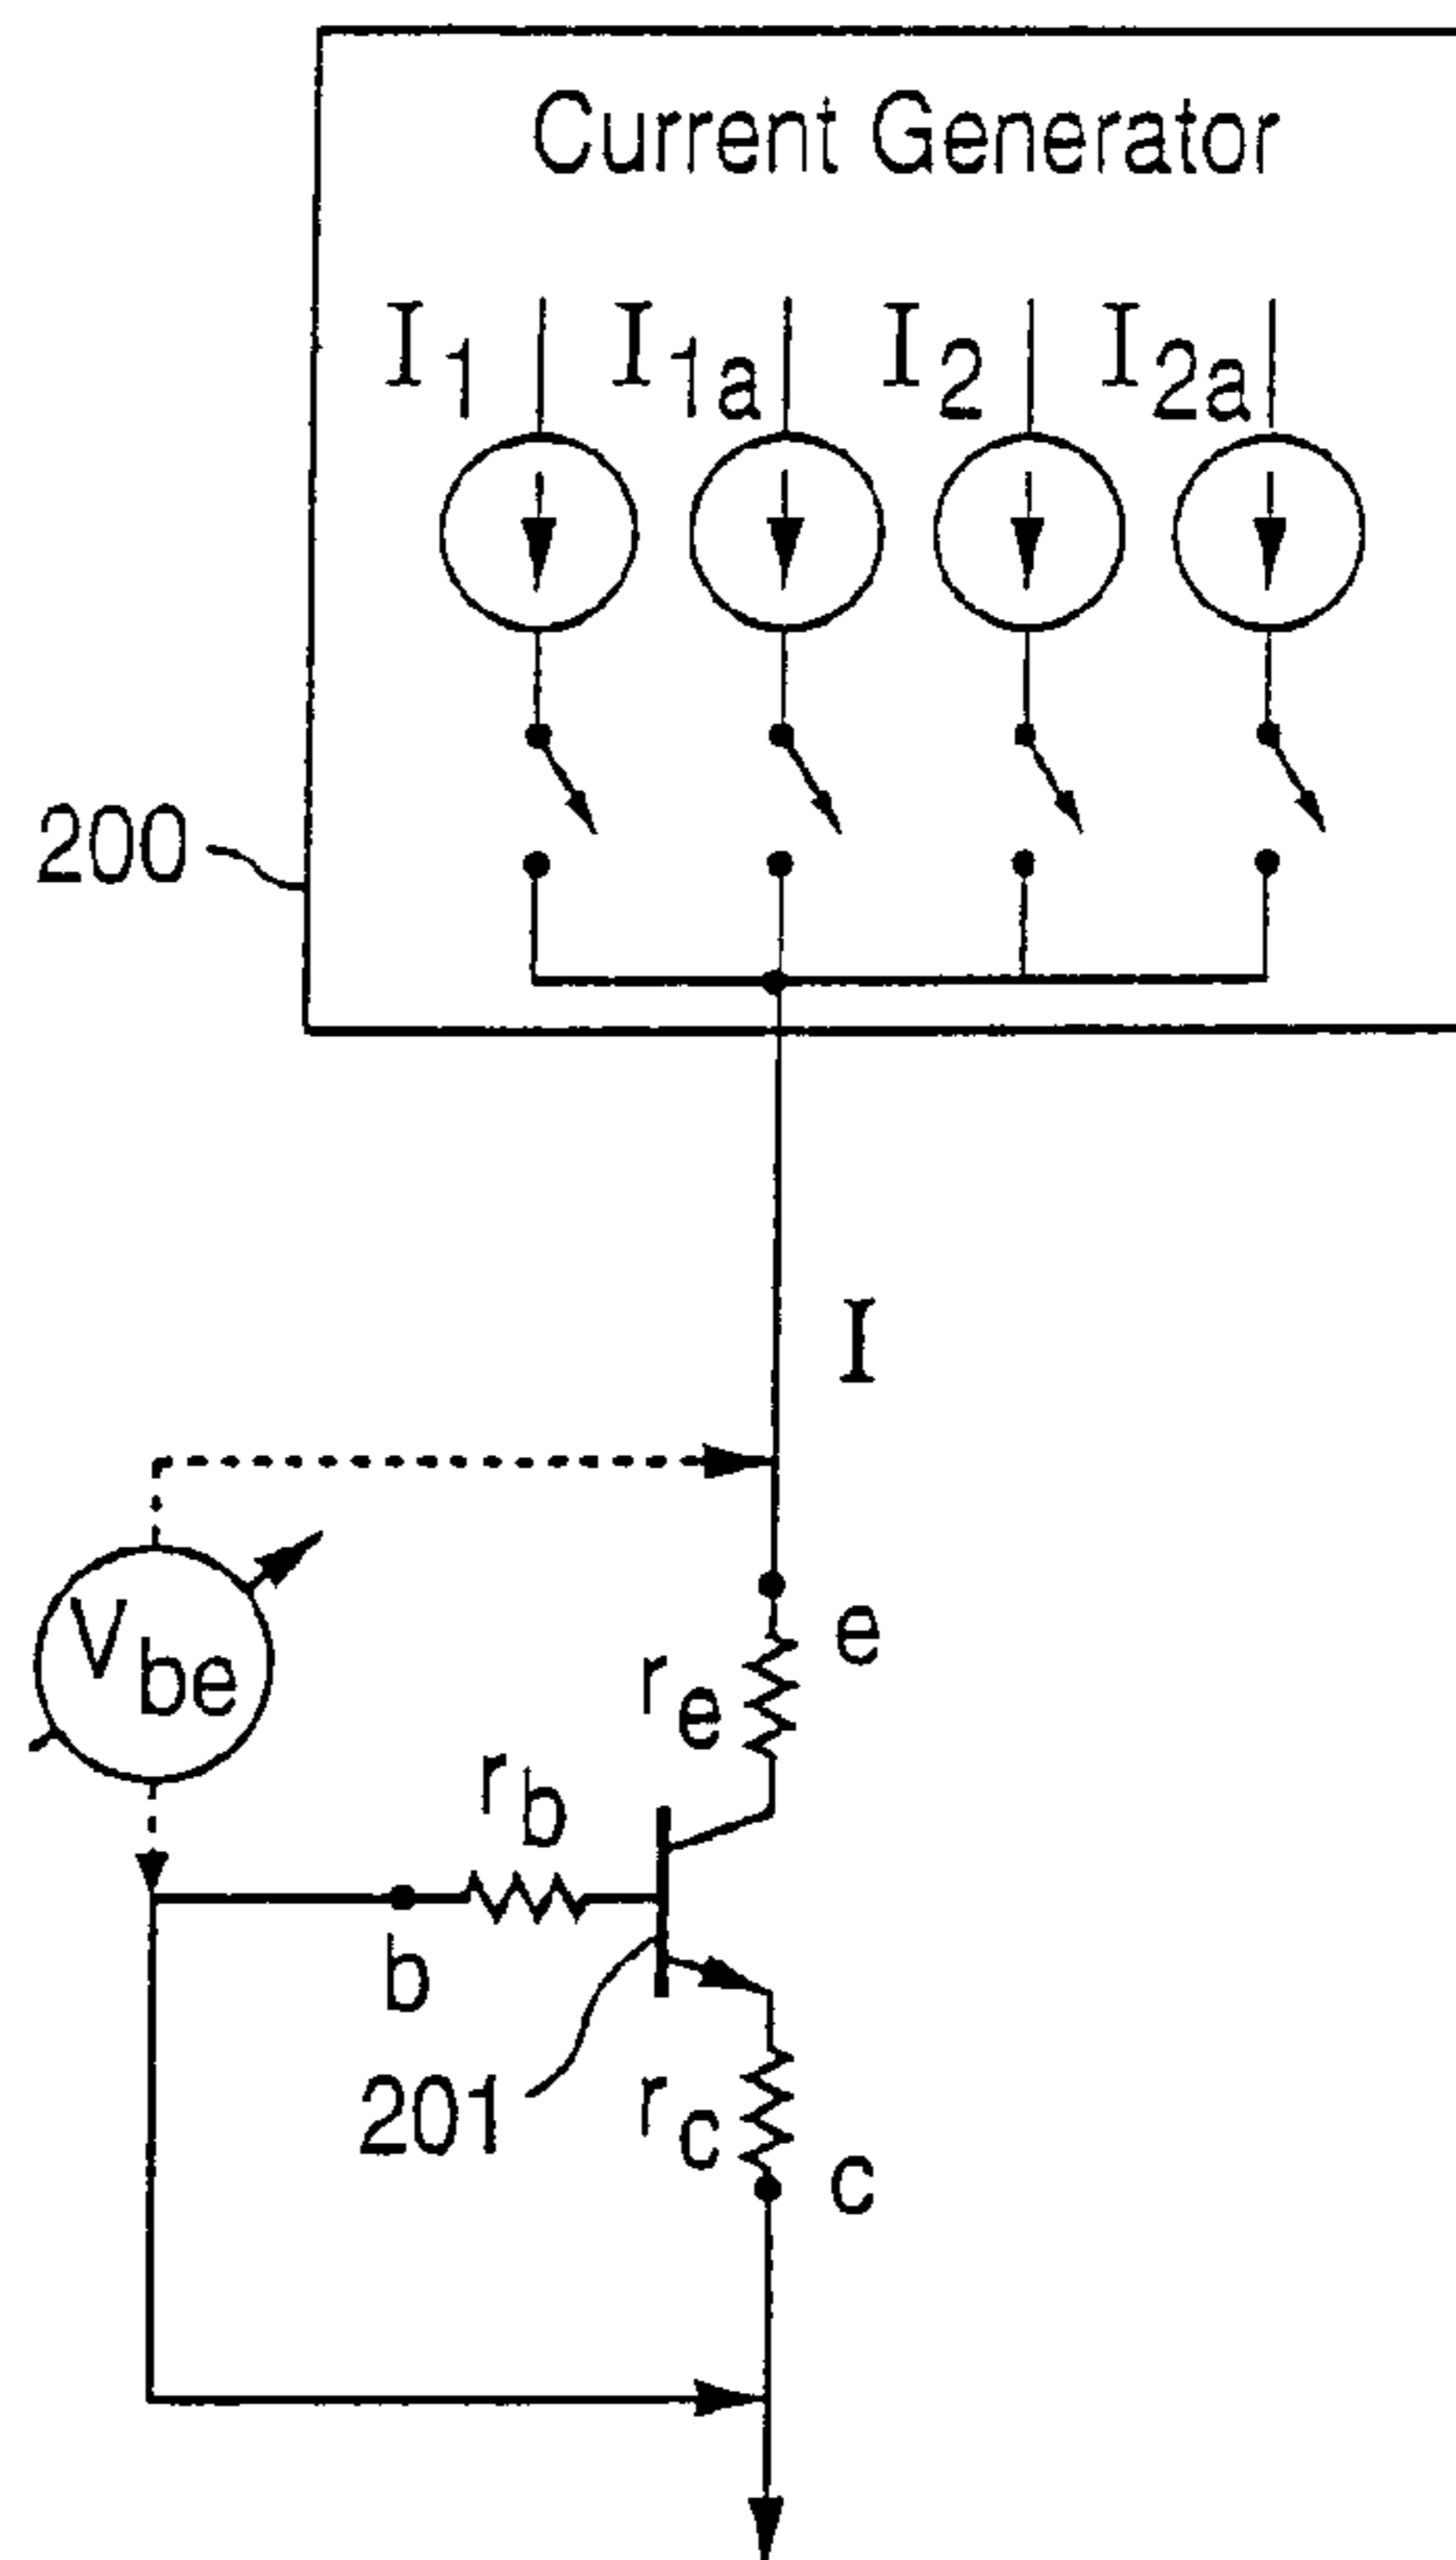 Current Generator
I1 I1a I2 I2a
200
I
e
Vbe
re
rb
b
201
rc
c